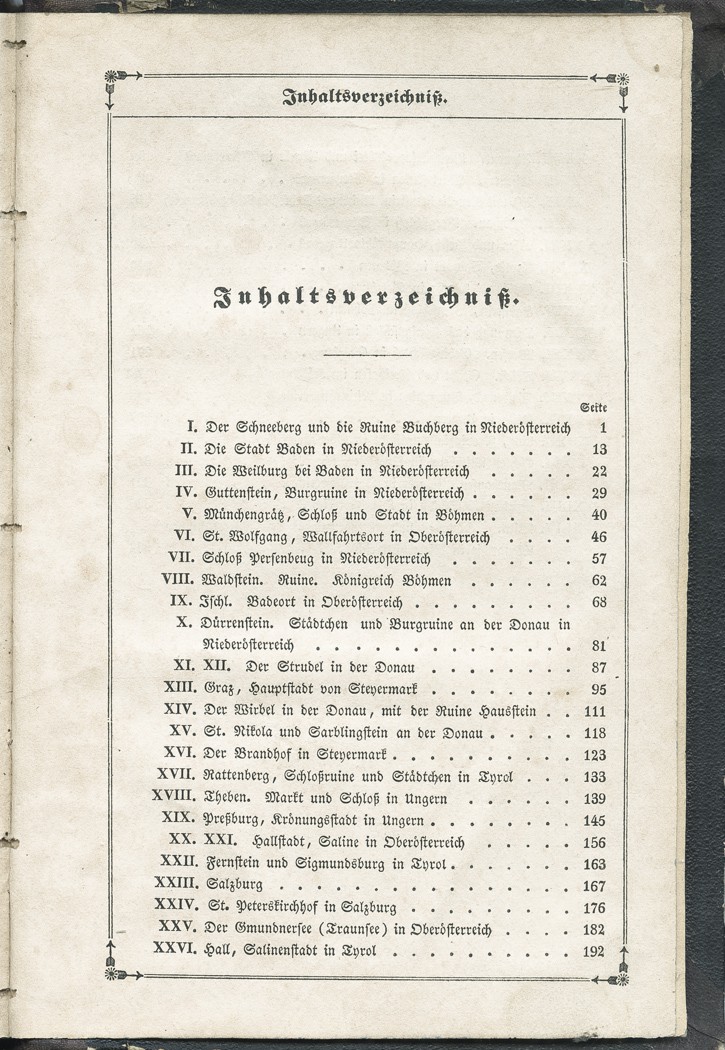 Inhaltsverzeichniß.
Inhaltsverzeichniß.
Seite
I. Der Schneeberg und die Ruine Buchberg in Niederösterreich 1
II. Die Stadt Baden in Niederösterreich . . . . . . . 13
III. Die Weilburg bei Baden in Niederösterreich . . . . . 22
IV. Guttenstein, Burgruine in Niederösterreich . . . . . . 29
V. Münchengrätz, Schloß und Stadt in Böhmen . . . . . 40
VI. St. Wolfgang, Wallfahrtsort in Oberösterreich . . . . 46
VII. Schloß Persenbeug in Niederösterreich . . . . . . . 57
VIII. Waldstein. Ruine. Königreich Böhmen . . . . . . 62
IX. Ischl. Badeort in Oberösterreich . . . . . . . . . 68
X. Dürrenstein. Städtchen und Burgruine an der Donau in
Niederösterreich . . . . . . . . . . . . . . 81
XI. XII. Der Strudel in der Donau . . . . . . . . 87
XIII. Graz, Hauptstadt von Steyermark . . . . . . . . 95
XIV. Der Wirbel in der Donau, mit der Ruine Hausstein . . 111
XV. St. Nikola und Sarblingstein an der Donau . . . . . 118
XVI. Der Brandhof in Steyermark . . . . . . . . . . 123
XVII. Rattenberg, Schloßruine und Städtchen in Tyrol . . . 133
XVIII. Theben. Markt und Schloß in Ungern . . . . . . 139
XIX. Preßburg, Krönungsstadt in Ungern . . . . . . . . 145
XX. XXI. Hallstadt, Saline in Oberösterreich . . . . . 156
XXII. Fernstein und Sigmundsburg in Tyrol . . . . . . . 163
XXIII. Salzburg . . . . . . . . . . . . . . . . 167
XXIV. St. Peterskirchhof in Salzburg . . . . . . . . . 176
XXV. Der Gmundnersee (Traunsee) in Oberösterreich . . . . 182
XXVI. Hall, Salinenstadt in Tyrol . . . . . . . . . . 192